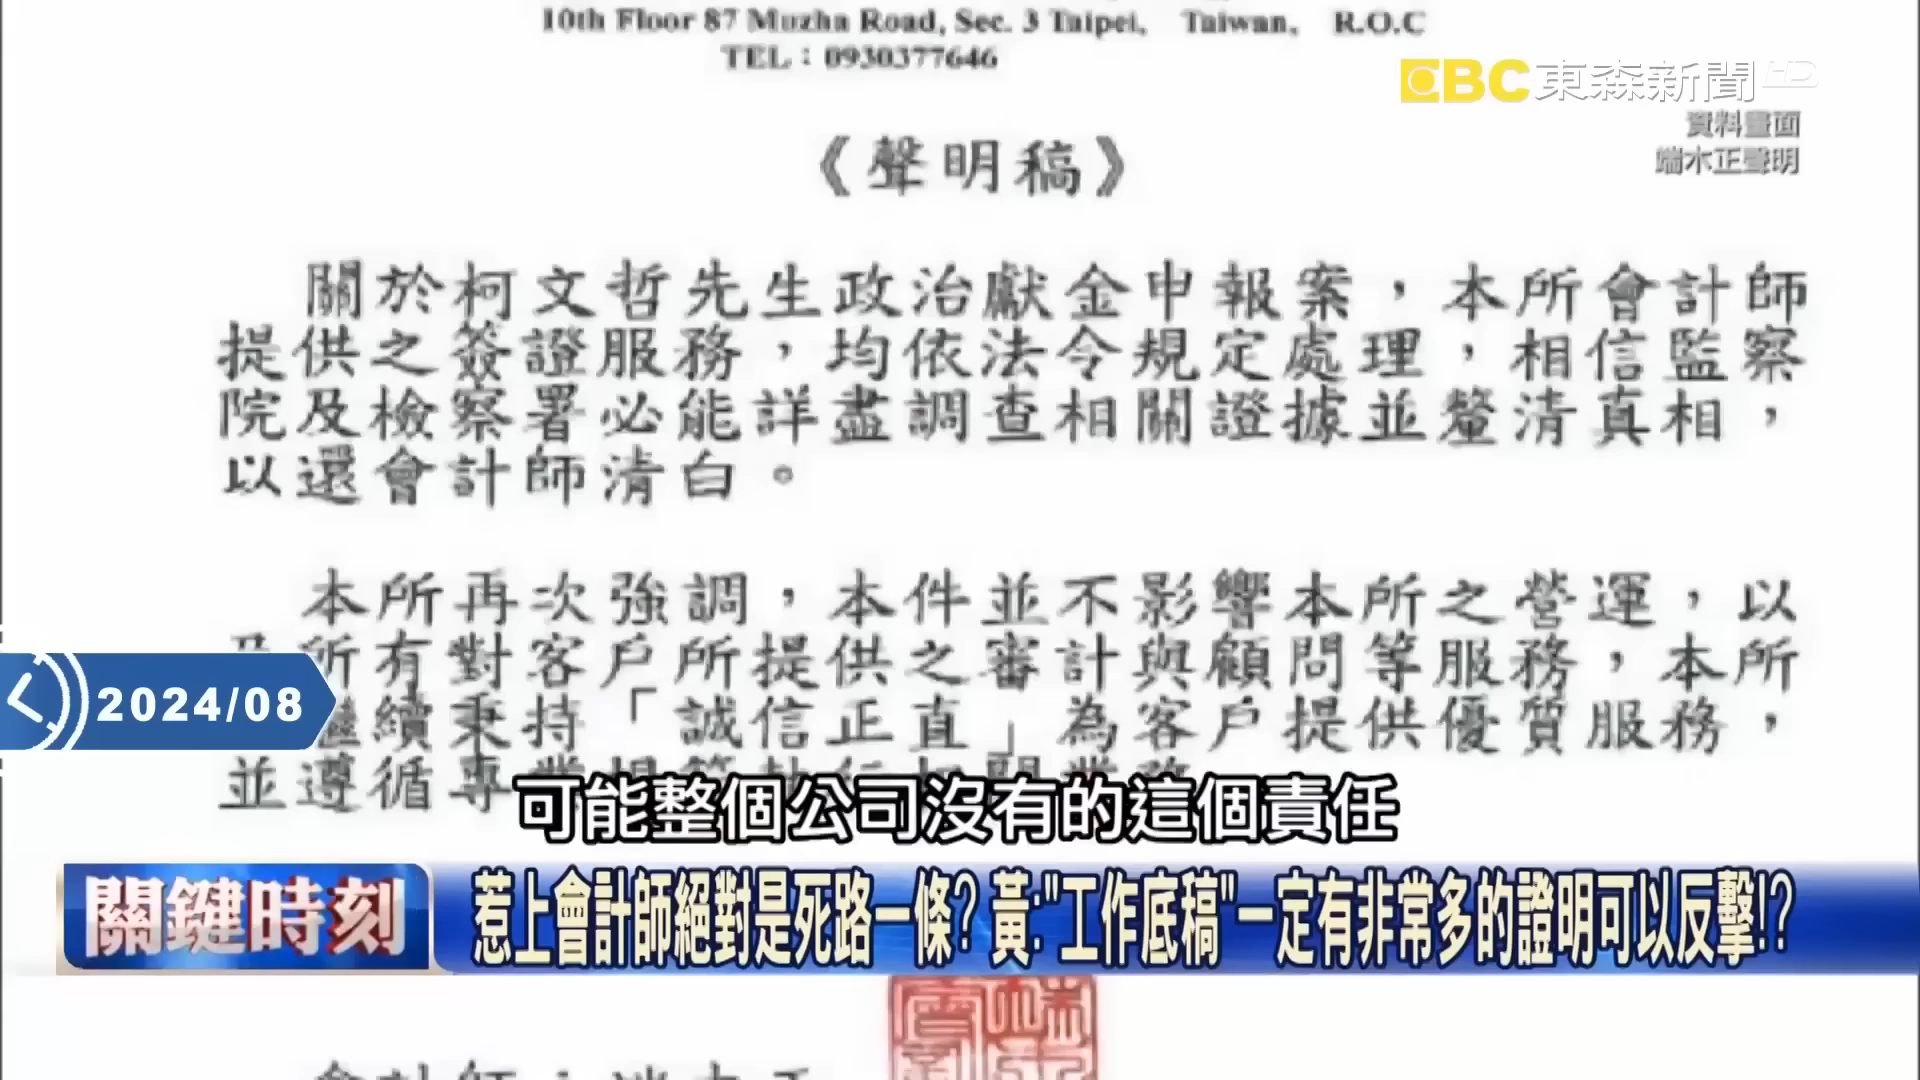 10th Floor 87 Muzha Road, Sec. 3 Taipei, Taiwan, R.O.C
TEL：0930377646
EBC東森新聞HD
資料畫面
端木正聲明
《聲明稿》
關於柯文哲先生政治獻金申報案，本所會計師
提供之簽證服務，均依法令規定處理，相信監察
院及檢察署必能詳盡調查相關證據並釐清真相，
以還會計師清白。
本所再次強調，本件並不影響本所之營運，以
及所有對客戶所提供之審計與顧問等服務，本所
繼續秉持「誠信正直」為客戶提供優質服務，
並遵循專業
2024/08
可能整個公司沒有的這個責任
關鍵時刻
惹上會計師絕對是死路一條? 黃:"工作底稿"一定有非常多的證明可以反擊!?